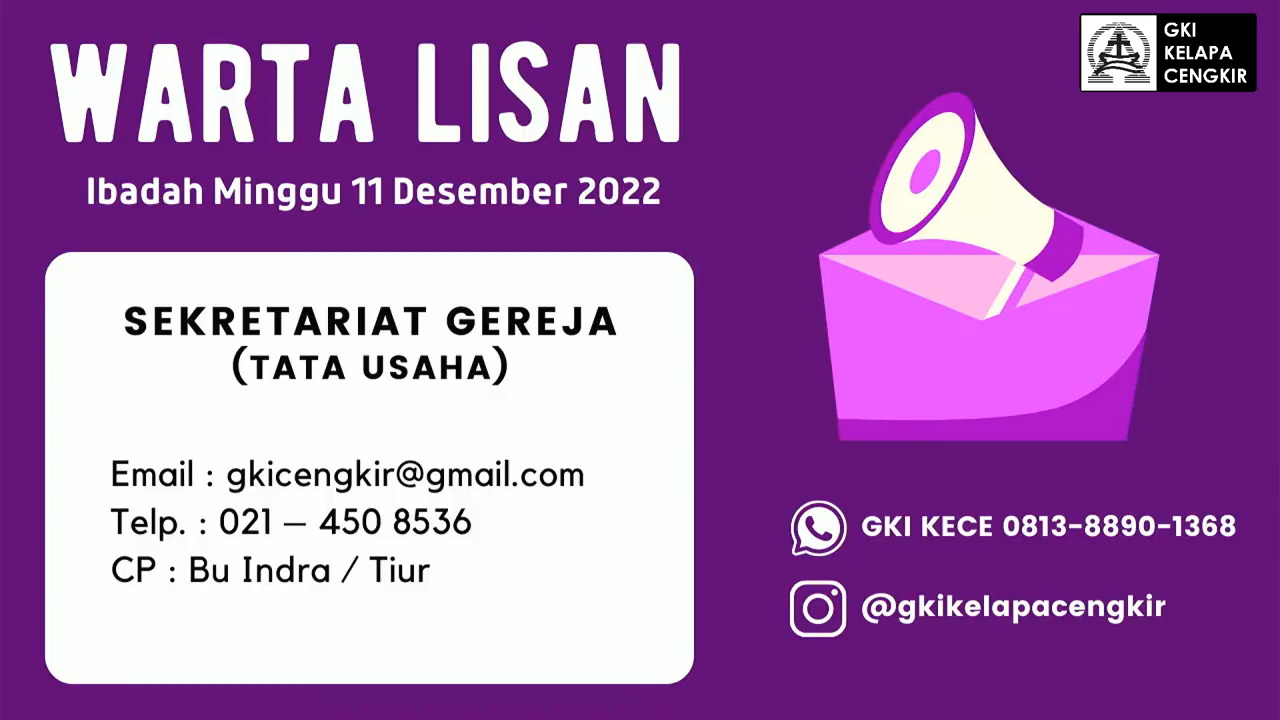 WARTA LISAN
Ibadah Minggu 11 Desember 2022
SEKRETARIAT GEREJA
(TATA USAHA)
Email : gkicengkir@gmail.com
Telp. : 021 – 450 8536
CP : Bu Indra / Tiur
GKI
KELAPA
CENGKIR
GKI KECE 0813-8890-1368
@gkikelapacengkir